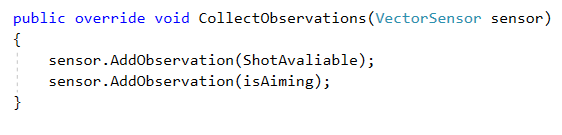 public override void CollectObservations(VectorSensor sensor)
{
sensor.AddObservation(ShotAvaliable);
sensor.AddObservation(isAiming);
}